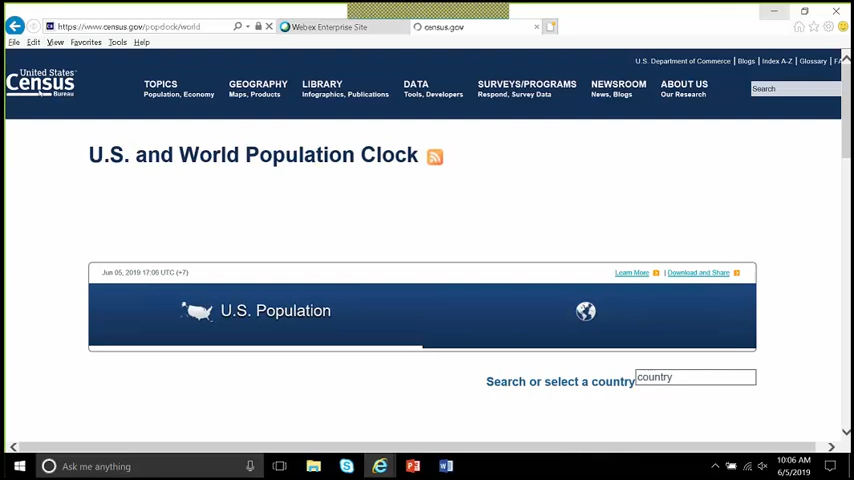 https://www.census.gov/popclock/world
Webex Enterprise Site
census.gov
File Edit View Favorites Tools Help
U.S. Department of Commerce | Blogs | Index A-Z | Glossary | FA
United States
Census
Bureau
TOPICS
Population, Economy
GEOGRAPHY
Maps, Products
LIBRARY
Infographics, Publications
DATA
Tools, Developers
SURVEYS/PROGRAMS
Respond, Survey Data
NEWSROOM
News, Blogs
ABOUT US
Our Research
Search
U.S. and World Population Clock
Jun 05, 2019 17:06 UTC (+7)
Learn More | Download and Share
U.S. Population
Search or select a country
country
Ask me anything
10:06 AM
6/5/2019